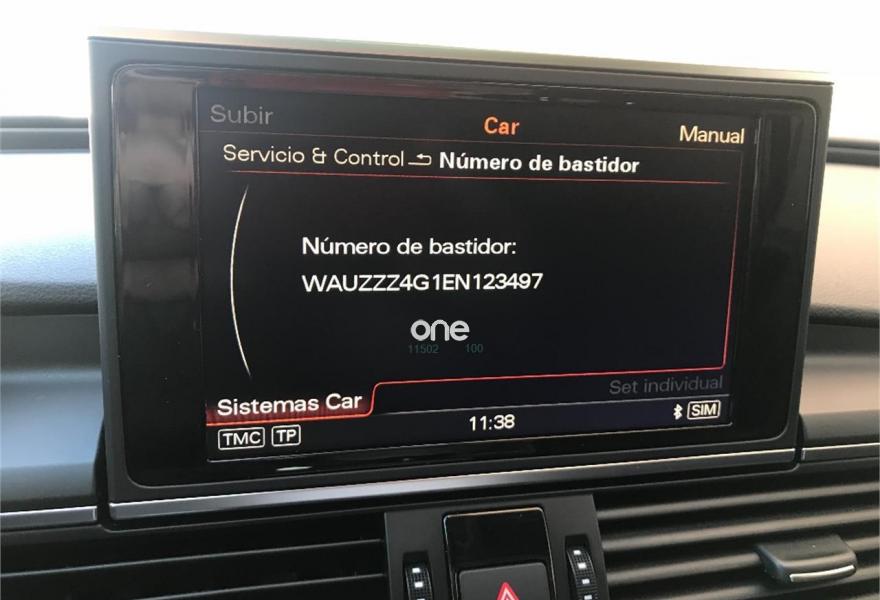 Subir
Car
Manual
Servicio & Control Número de bastidor
Número de bastidor:
WAUZZZ4G1EN123497
one
11502 100
Set individual
Sistemas Car
TMC TP
11:38
SIM